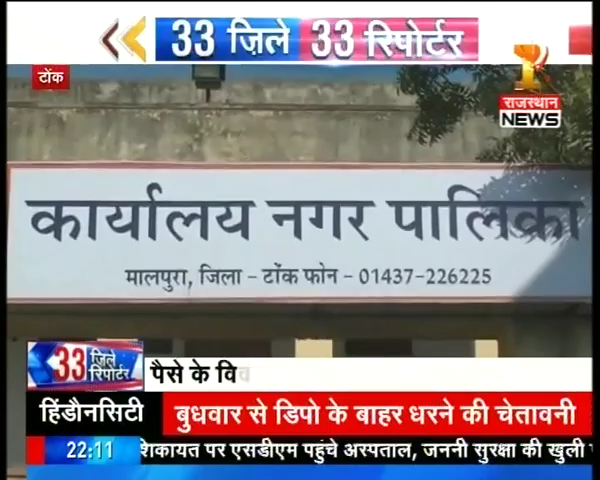 33 ज़िले 33 रिपोर्टर
टोंक
राजस्थान
NEWS
कार्यालय नगर पालिका
मालपुरा, जिला - टोंक फोन - 01437-226225
33 ज़िले
रिपोर्टर
पैसे के वि
हिंडौनसिटी
बुधवार से डिपो के बाहर धरने की चेतावनी
22:11
शिकायत पर एसडीएम पहुंचे अस्पताल, जननी सुरक्षा की खुली